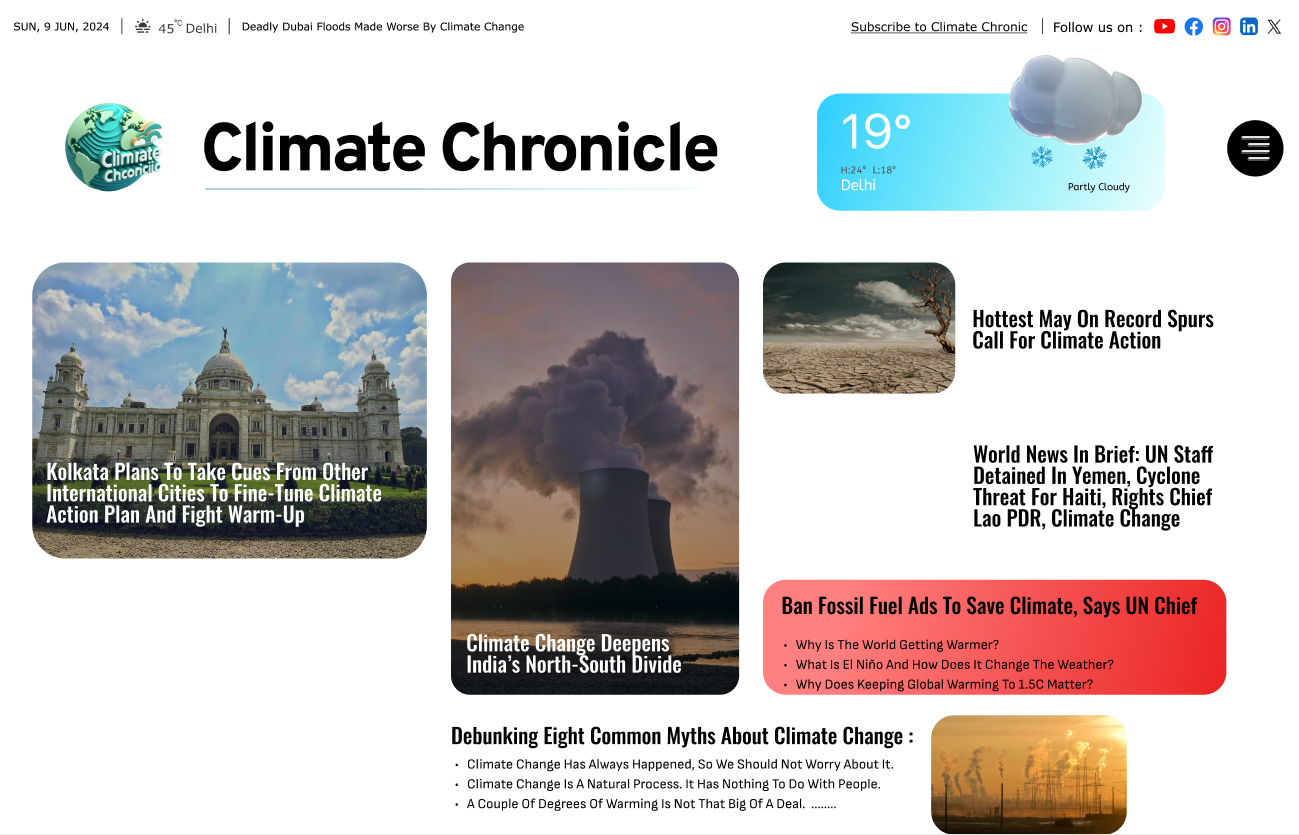 SUN, 9 JUN, 2024
45°C Delhi
Deadly Dubai Floods Made Worse By Climate Change
Subscribe to Climate Chronic
Follow us on :
Climrate
Chconcile
Climate Chronicle
19°
H:24° L:18°
Delhi
Partly Cloudy
Kolkata Plans To Take Cues From Other
International Cities To Fine-Tune Climate
Action Plan And Fight Warm-Up
Climate Change Deepens
India's North-South Divide
Hottest May On Record Spurs
Call For Climate Action
World News In Brief: UN Staff
Detained In Yemen, Cyclone
Threat For Haiti, Rights Chief
Lao PDR, Climate Change
Ban Fossil Fuel Ads To Save Climate, Says UN Chief
• Why Is The World Getting Warmer?
• What Is El Niño And How Does It Change The Weather?
• Why Does Keeping Global Warming To 1.5C Matter?
Debunking Eight Common Myths About Climate Change :
• Climate Change Has Always Happened, So We Should Not Worry About It.
• Climate Change Is A Natural Process. It Has Nothing To Do With People.
• A Couple Of Degrees Of Warming Is Not That Big Of A Deal. ........